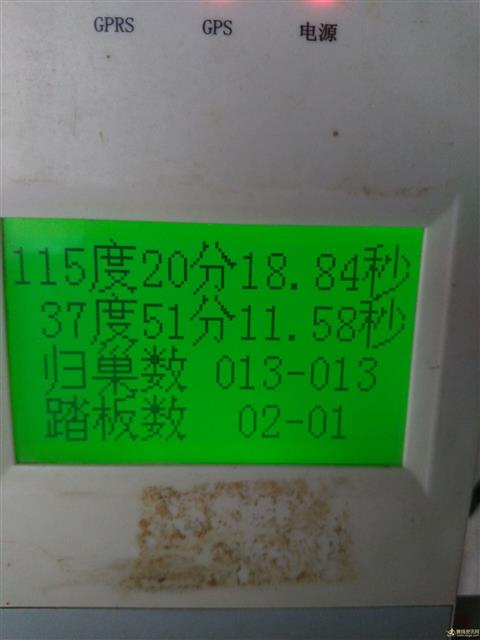 GPRS GPS 电源
115度20分18.84秒
37度51分11.58秒
归巢数 013-013
踏板数 02-01